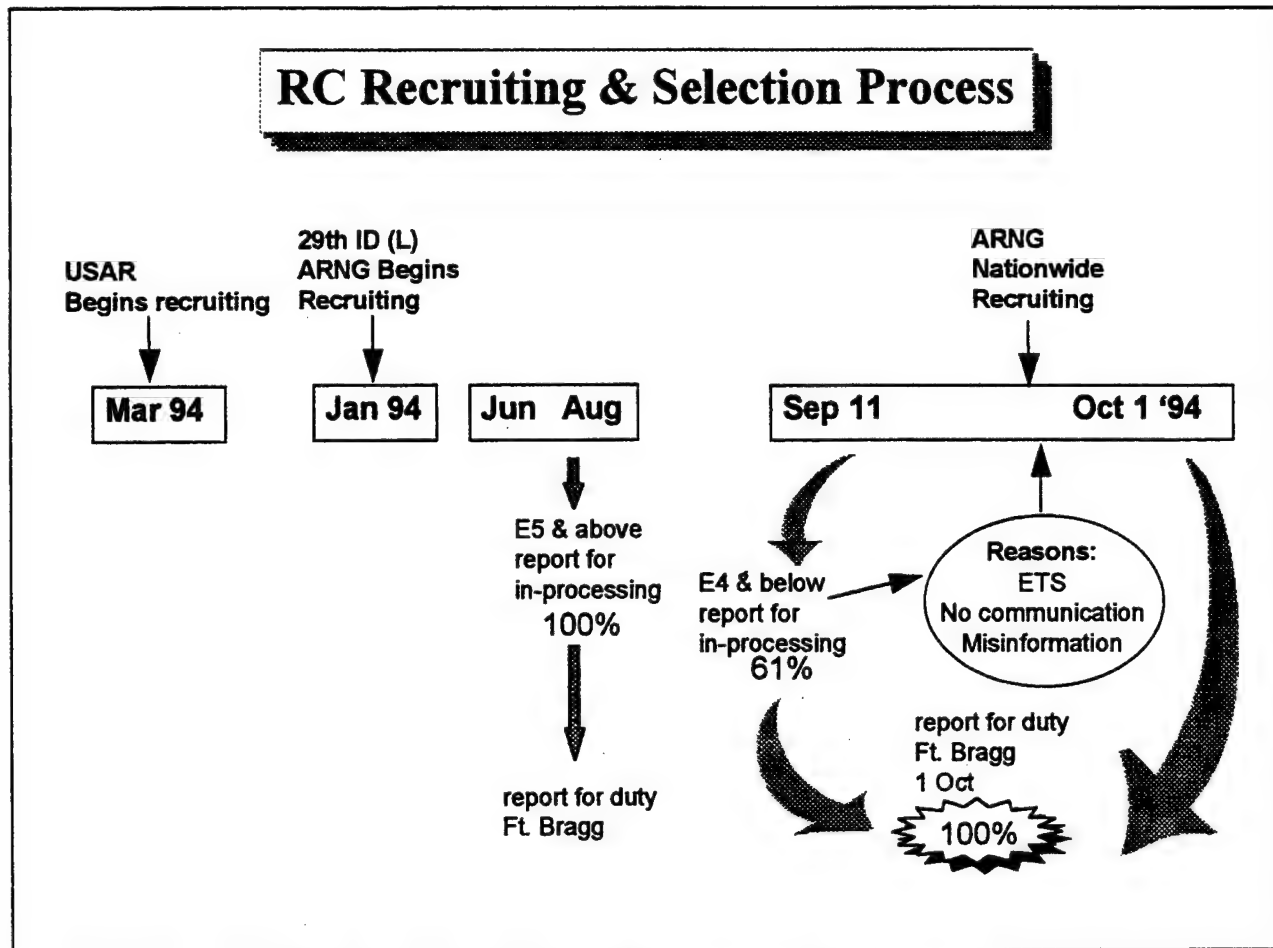 RC Recruiting & Selection Process
USAR
Begins recruiting
29th ID (L)
ARNG Begins
Recruiting
ARNG
Nationwide
Recruiting
Mar 94
Jan 94
Jun Aug
Sep 11 Oct 1 ‘94
E5 & above
report for
in-processing
100%
report for duty
Ft. Bragg
E4 & below
report for
in-processing
61%
Reasons:
ETS
No communication
Misinformation
report for duty
Ft. Bragg
1 Oct
100%